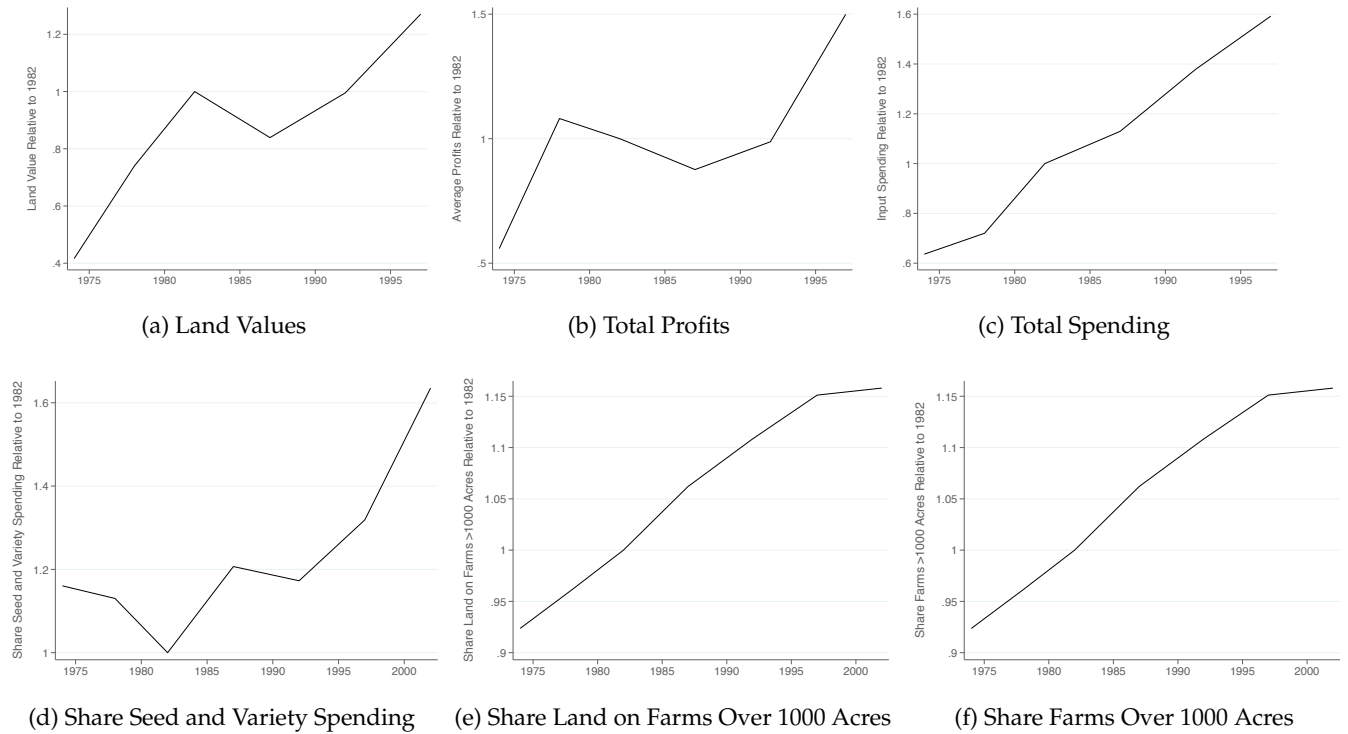 Land Value Relative to 1982
1.2
1
.8
.6
.4
1975 1980 1985 1990 1995
(a) Land Values
Average Profits Relative to 1982
1.5
1
.5
1975 1980 1985 1990 1995
(b) Total Profits
Input Spending Relative to 1982
1.6
1.4
1.2
1
.8
.6
1975 1980 1985 1990 1995
(c) Total Spending
Share Seed and Variety Spending Relative to 1982
1.6
1.4
1.2
1
1975 1980 1985 1990 1995 2000
(d) Share Seed and Variety Spending
Share Land on Farms >1000 Acres Relative to 1982
1.15
1.1
1.05
1
.95
.9
1975 1980 1985 1990 1995 2000
(e) Share Land on Farms Over 1000 Acres
Share Farms >1000 Acres Relative to 1982
1.15
1.1
1.05
1
.95
.9
1975 1980 1985 1990 1995 2000
(f) Share Farms Over 1000 Acres